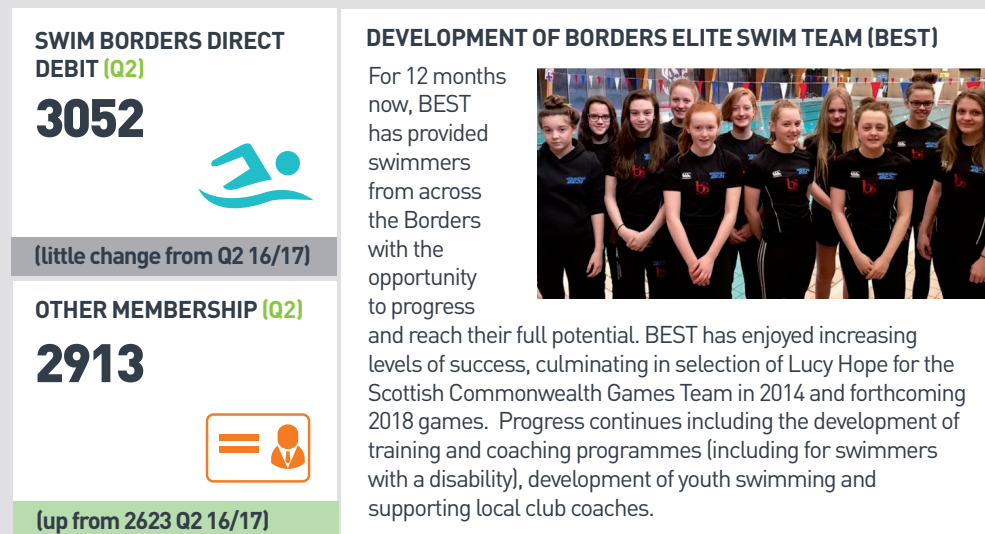 SWIM BORDERS DIRECT
DEBIT (Q2)
3052
(little change from Q2 16/17)
OTHER MEMBERSHIP (Q2)
2913
(up from 2623 Q2 16/17)
DEVELOPMENT OF BORDERS ELITE SWIM TEAM (BEST)
For 12 months
now, BEST
has provided
swimmers
from across
the Borders
with the
opportunity
to progress
and reach their full potential. BEST has enjoyed increasing
levels of success, culminating in selection of Lucy Hope for the
Scottish Commonwealth Games Team in 2014 and forthcoming
2018 games.  Progress continues including the development of
training and coaching programmes (including for swimmers
with a disability), development of youth swimming and
supporting local club coaches.